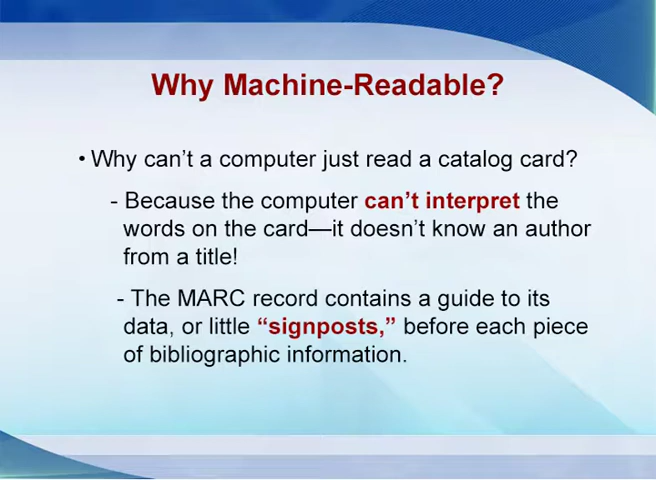 Why Machine-Readable?
• Why can’t a computer just read a catalog card?
- Because the computer can’t interpret the
words on the card—it doesn’t know an author
from a title!
- The MARC record contains a guide to its
data, or little “signposts,” before each piece
of bibliographic information.